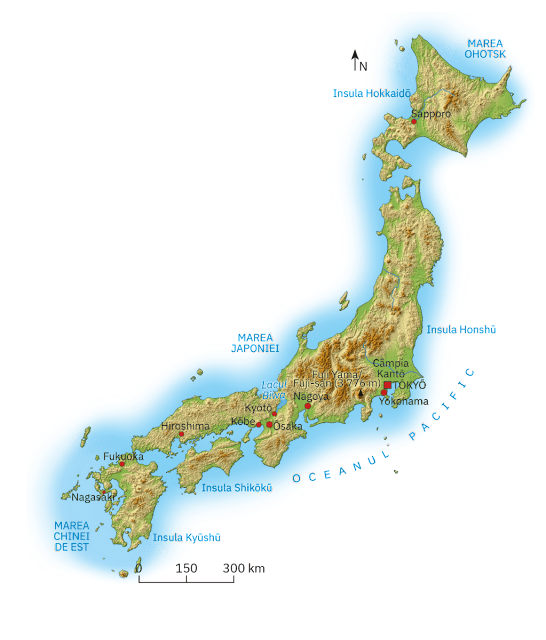 MAREA
OHOTSK
N
Insula Hokkaidō
Sapporo
Insula Honshū
MAREA
JAPONIEI
Câmpia
Kantō
Fuji Yama/
Fuji-san (3 776 m)
TŌKYŌ
Lacul
Biwa
Nagoya
Yokohama
Kyōto
Kōbe
Ōsaka
Hiroshima
OCEANUL PACIFIC
Fukuoka
Insula Shikōkū
Nagasaki
MAREA
CHINEI
DE EST
Insula Kyūshū
0 150 300 km